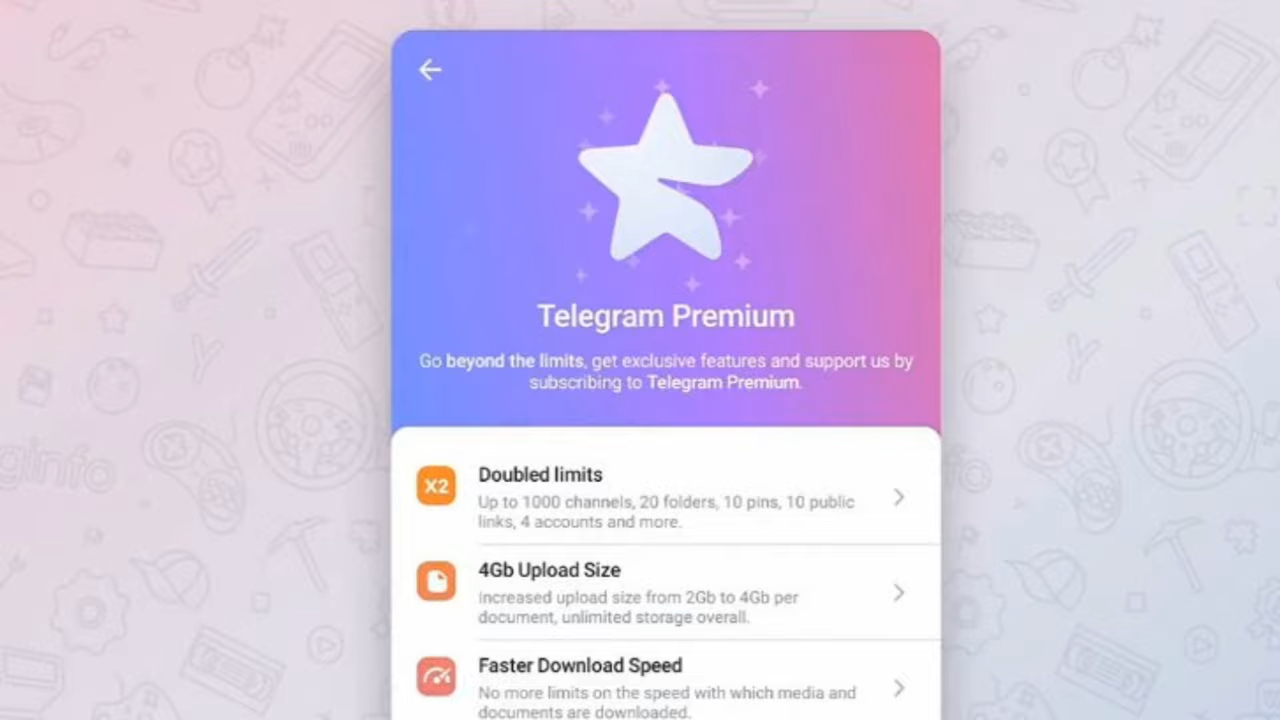 Telegram Premium
Go beyond the limits, get exclusive features and support us by
subscribing to Telegram Premium.
X2
Doubled limits
Up to 1000 channels, 20 folders, 10 pins, 10 public
links, 4 accounts and more.
4Gb Upload Size
Increased upload size from 2Gb to 4Gb per
document, unlimited storage overall.
Faster Download Speed
No more limits on the speed with which media and
documents are downloaded.
ginfo